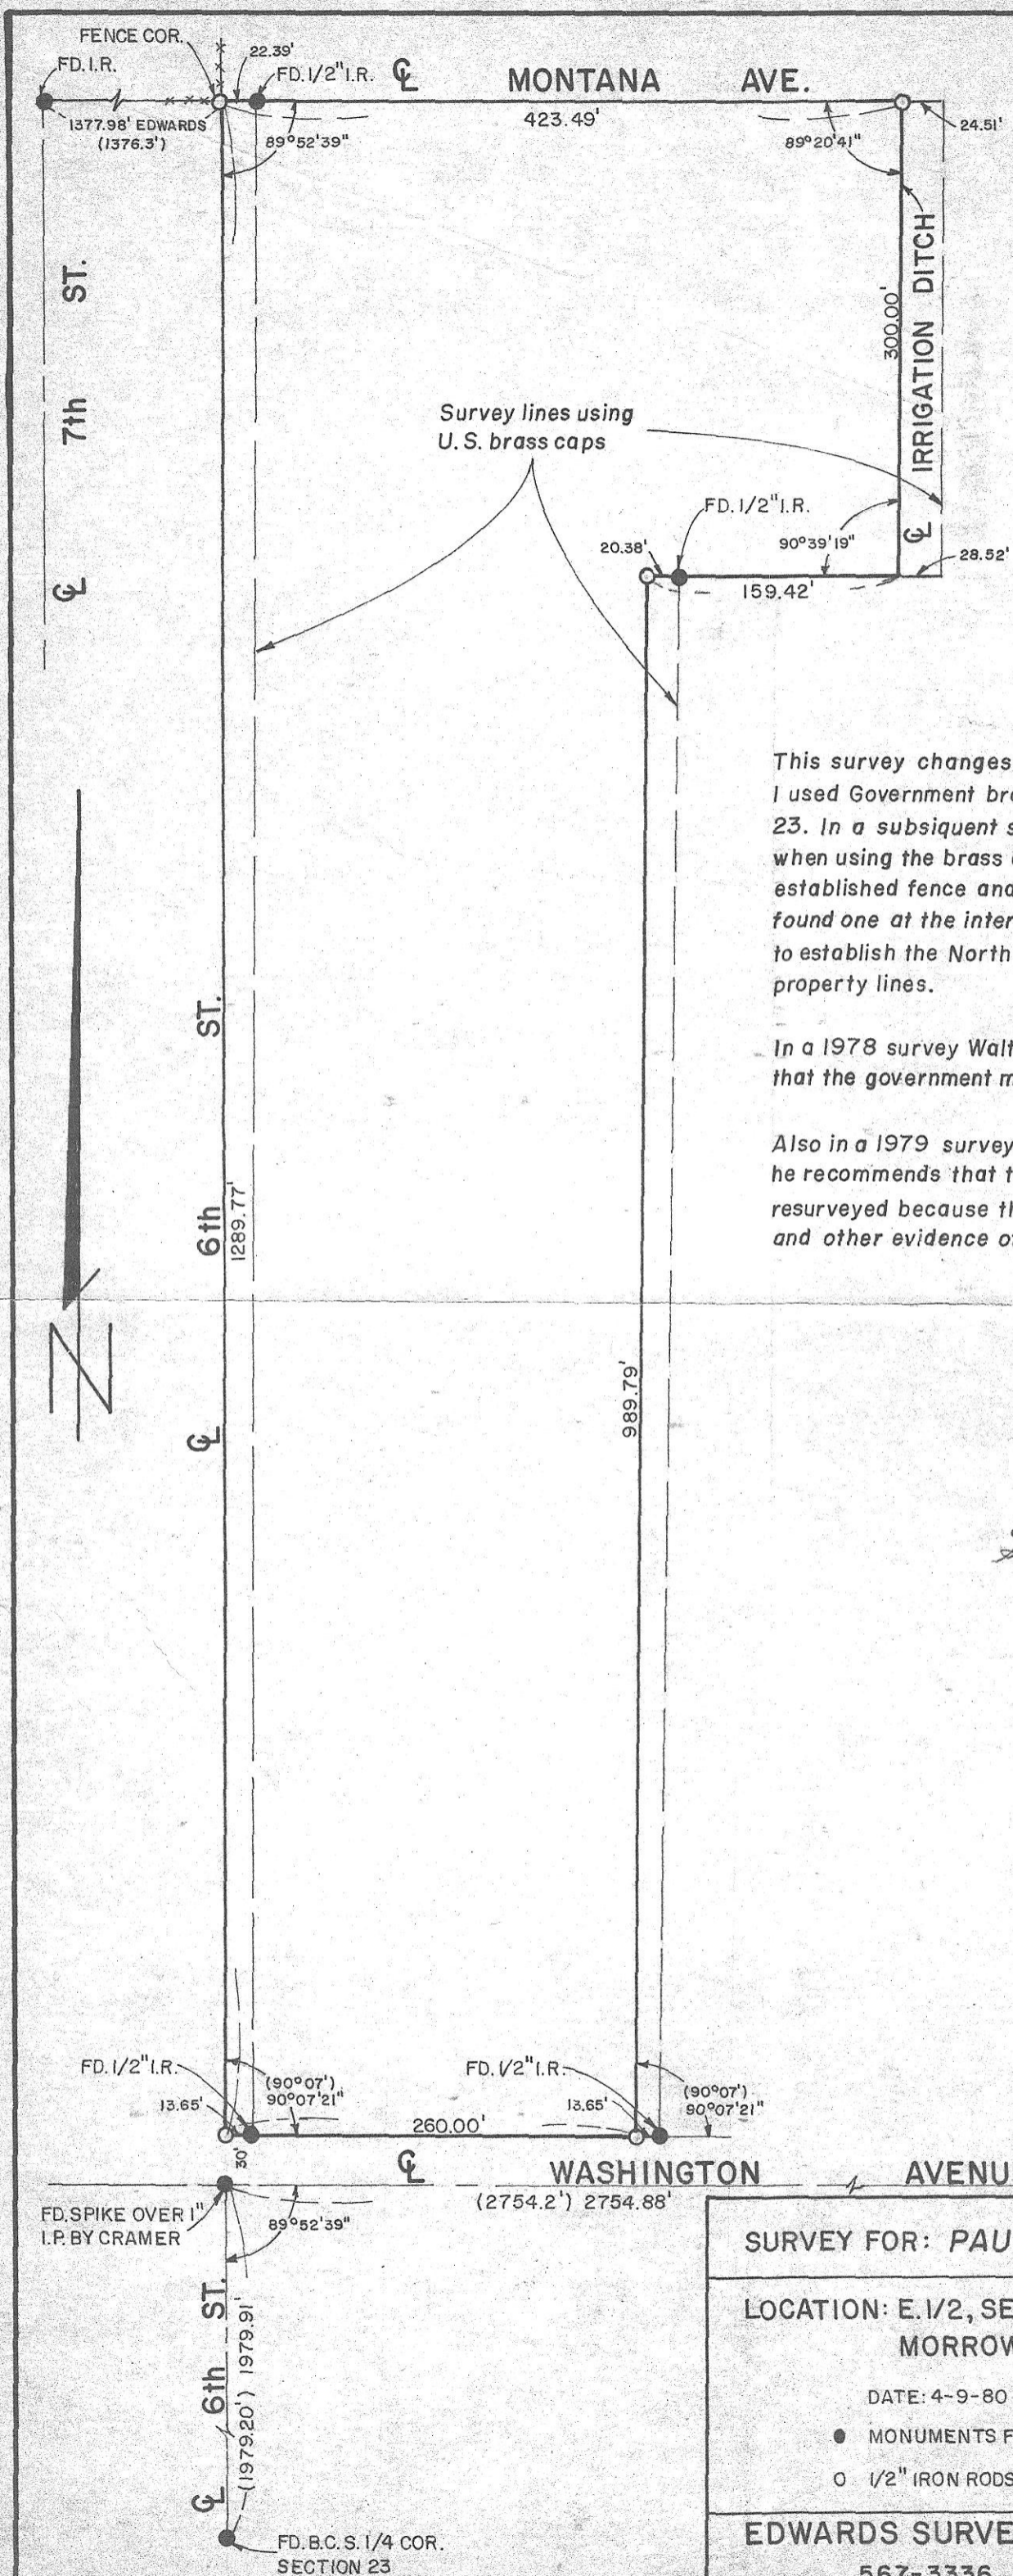 FENCE COR.
FD. I.R.
22.39'
FD. 1/2" I.R.
℄ MONTANA AVE.
423.49'
1377.98' EDWARDS
(1376.3')
89°52'39"
89°20'41"
24.51'
℄ 7th ST.
300.00'
℄ IRRIGATION DITCH
Survey lines using
U.S. brass caps
FD. 1/2" I.R.
20.38'
90°39'19"
28.52'
159.42'
This survey changes
I used Government
23. In a subsiquent
when using the brass
established fence
found one at the
to establish the North
property lines.
In a 1978 survey
that the government
Also in a 1979 survey
he recommends that
resurveyed because
and other evidence
℄ 6th ST.
1289.77'
989.79'
N
FD. 1/2" I.R.
(90°07')
90°07'21"
13.65'
FD. 1/2" I.R.
13.65'
(90°07')
90°07'21"
260.00'
30'
℄ WASHINGTON AVENU
(2754.2') 2754.88'
FD. SPIKE OVER 1"
I.P. BY CRAMER
89°52'39"
℄ 6th ST.
(1979.20') 1979.91'
FD. B.C. S. 1/4 COR.
SECTION 23
SURVEY FOR: PAU
LOCATION: E. 1/2, SE
MORROW
DATE: 4-9-80
● MONUMENTS F
O 1/2" IRON RODS
EDWARDS SURVE
567-3336